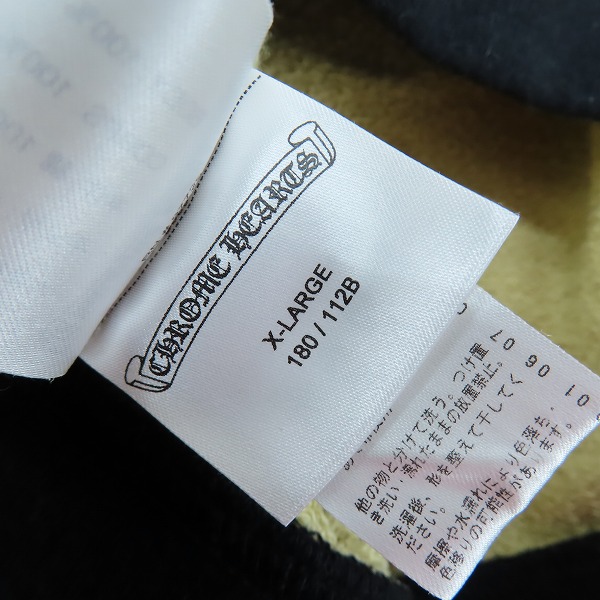 CHROME HEARTS
X-LARGE
180 / 112B
他の物と分けて洗う。つけ置
き洗い・濡れたままの放置禁止。
洗濯後、形を整えて干してく
ださい。
摩擦や水濡れにより色落ち、
色移りの可能性があります。